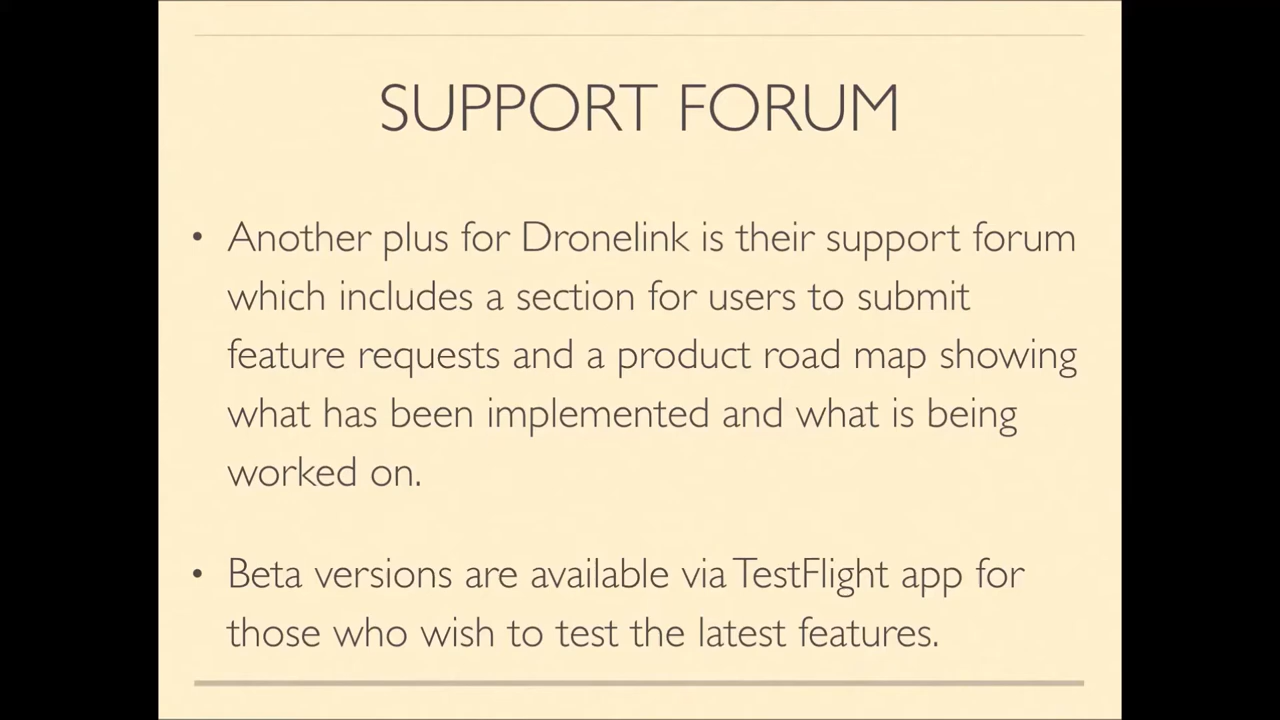 SUPPORT FORUM
• Another plus for Dronelink is their support forum
which includes a section for users to submit
feature requests and a product road map showing
what has been implemented and what is being
worked on.
• Beta versions are available via TestFlight app for
those who wish to test the latest features.